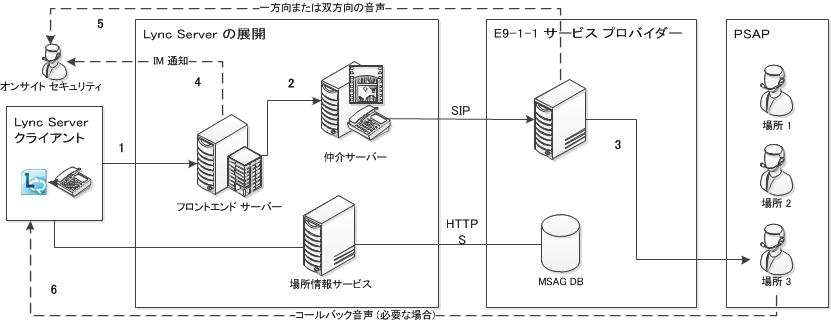 一方向または双方向の音声
5
Lync Server の展開
E9-1-1 サービス プロバイダー
PSAP
IM 通知
オンサイト セキュリティ
4
2
Lync Server
クライアント
SIP
場所 1
1
仲介サーバー
3
フロントエンド サーバー
場所 2
HTTP
S
6
場所情報サービス
MSAG DB
場所 3
コールバック音声 (必要な場合)